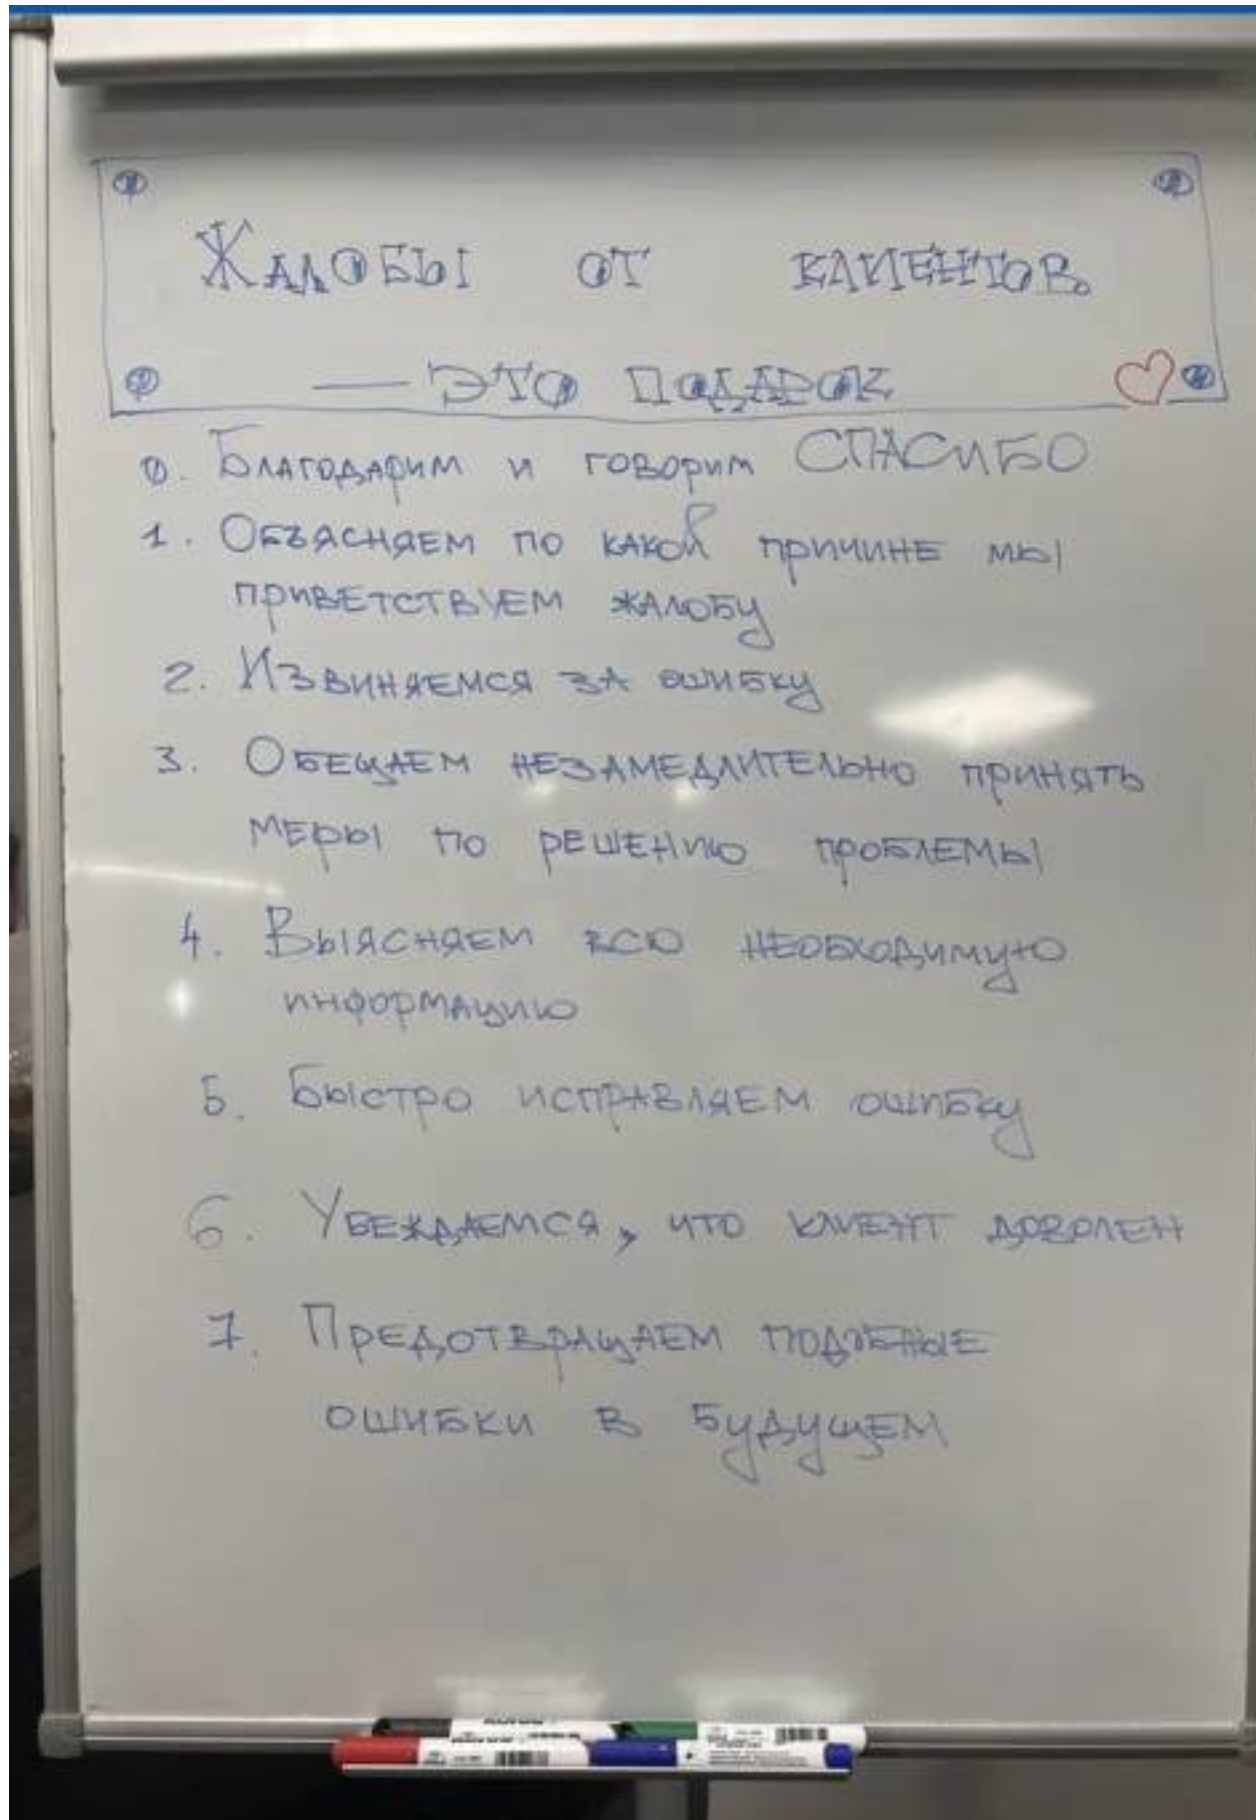 Жалобы от клиентов
— это подарок
0. Благодарим и говорим СПАСИБО
1. Объясняем по какой причине мы
приветствуем жалобу
2. Извиняемся за ошибку
3. Обещаем незамедлительно принять
меры по решению проблемы
4. Выясняем всю необходимую
информацию
5. Быстро исправляем ошибку
6. Убеждаемся, что клиент доволен
7. Предотвращаем подобные
ошибки в будущем